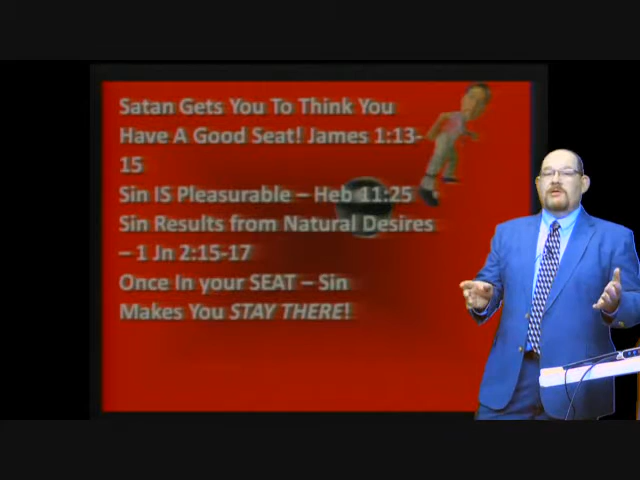 Satan Gets You To Think You
Have A Good Seat! James 1:13-
15
Sin IS Pleasurable – Heb 11:25
Sin Results from Natural Desires
– 1 Jn 2:15-17
Once In your SEAT – Sin
Makes You STAY THERE!